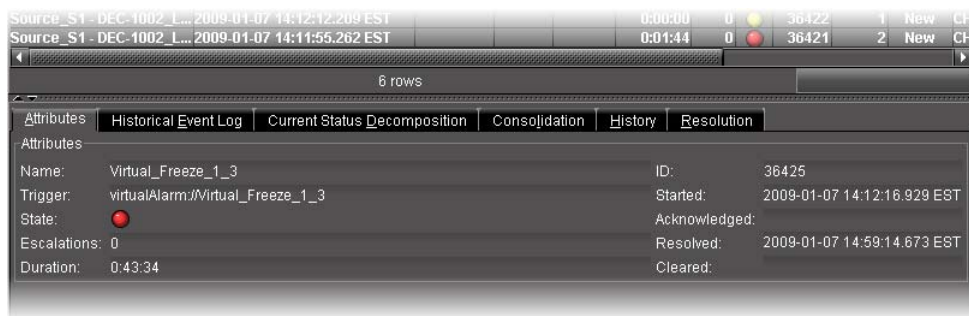 Source_S1 - DEC-1002_L... 2009-01-07 14:12:12.209 EST 0:00:00 0 36422 1 New CH
Source_S1 - DEC-1002_L... 2009-01-07 14:11:55.262 EST 0:01:44 0 36421 2 New CH
6 rows
Attributes Historical Event Log Current Status Decomposition Consolidation History Resolution
Attributes
Name: Virtual_Freeze_1_3 ID: 36425
Trigger: virtualAlarm://Virtual_Freeze_1_3 Started: 2009-01-07 14:12:16.929 EST
State: Acknowledged:
Escalations: 0 Resolved: 2009-01-07 14:59:14.673 EST
Duration: 0:43:34 Cleared: